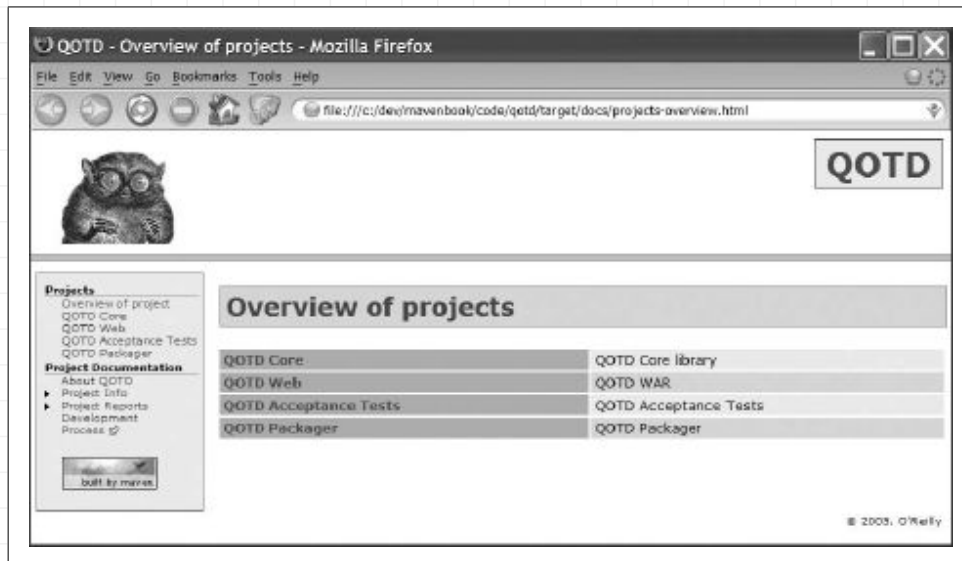 QOTD - Overview of projects - Mozilla Firefox
File Edit View Go Bookmarks Tools Help
file:///c:/dev/mavenbook/code/qotd/target/docs/projects-overview.html
QOTD
Projects
Overview of project
QOTD Core
QOTD Web
QOTD Acceptance Tests
QOTD Packager
Project Documentation
About QOTD
Project Info
Project Reports
Development
Process
built by maven
Overview of projects
QOTD Core QOTD Core library
QOTD Web QOTD WAR
QOTD Acceptance Tests QOTD Acceptance Tests
QOTD Packager QOTD Packager
© 2005, O'Reilly